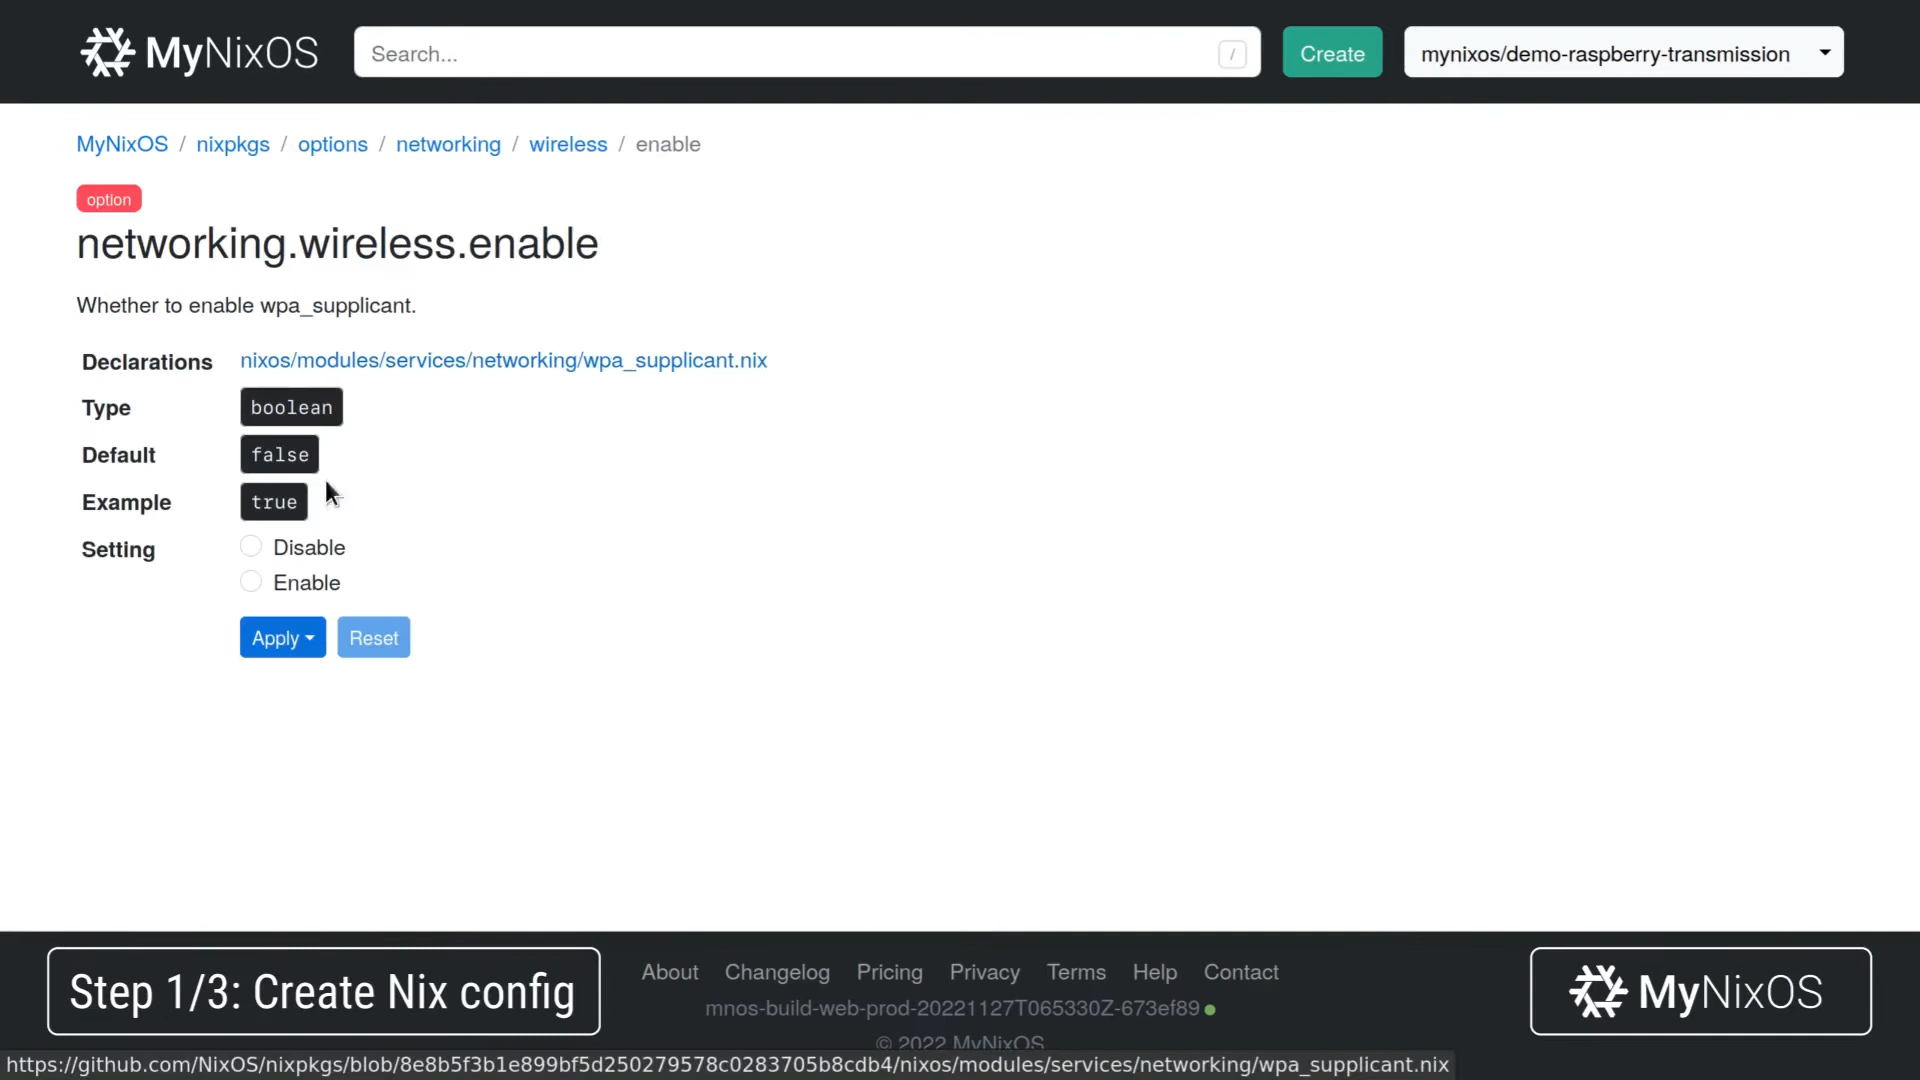 MyNixOS
Search...
/
Create
mynixos/demo-raspberry-transmission
MyNixOS / nixpkgs / options / networking / wireless / enable
option
networking.wireless.enable
Whether to enable wpa_supplicant.
Declarations nixos/modules/services/networking/wpa_supplicant.nix
Type boolean
Default false
Example true
Setting Disable
Enable
Apply Reset
Step 1/3: Create Nix config
About Changelog Pricing Privacy Terms Help Contact
mnos-build-web-prod-20221127T065330Z-673ef89
© 2022 MyNixOS
MyNixOS
https://github.com/NixOS/nixpkgs/blob/8e8b5f3b1e899bf5d250279578c0283705b8cdb4/nixos/modules/services/networking/wpa_supplicant.nix